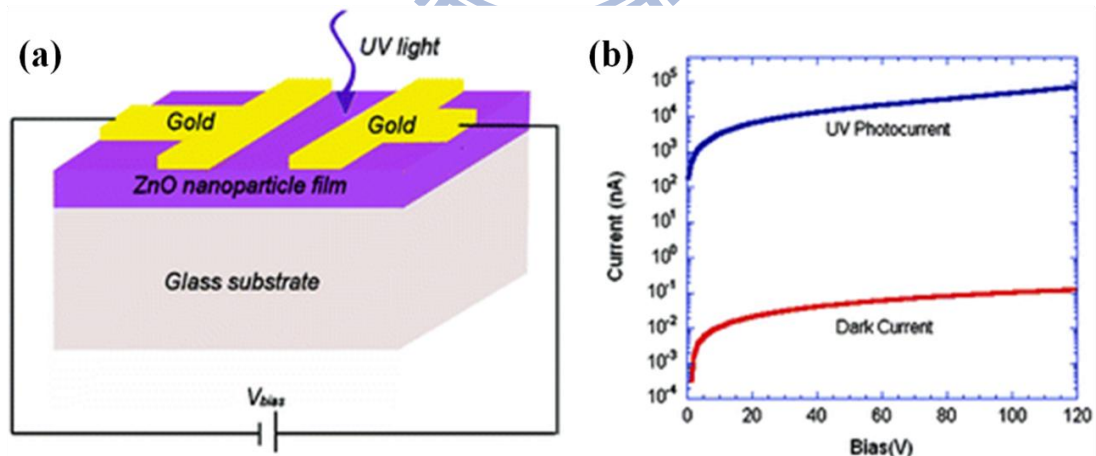 (a)
UV light
Gold
Gold
ZnO nanoparticle film
Glass substrate
Vbias
(b)
Current (nA)
10^5
10^4
10^3
10^2
10^1
10^0
10^-1
10^-2
10^-3
10^-4
UV Photocurrent
Dark Current
0 20 40 60 80 100 120
Bias(V)